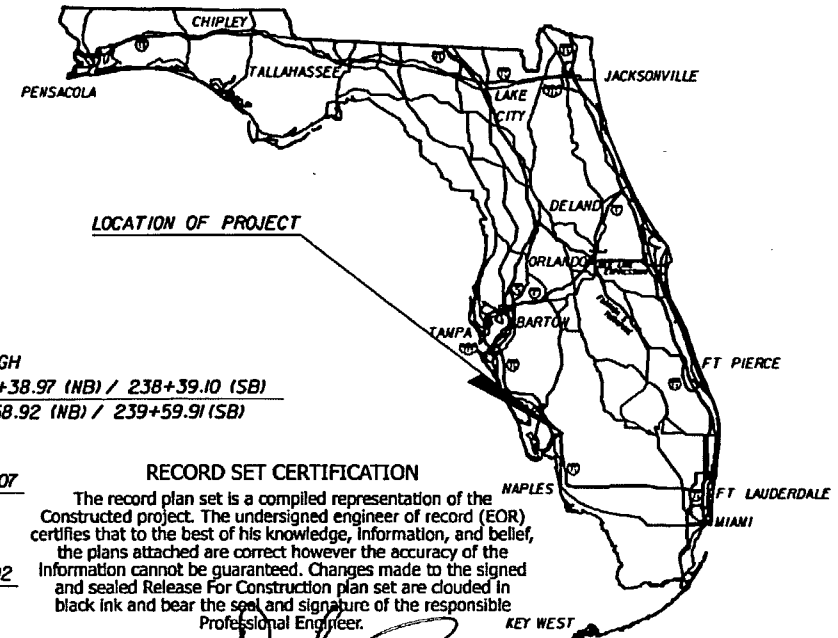 CHIPLEY
TALLAHASSEE
PENSACOLA
LAKE
CITY
JACKSONVILLE
LOCATION OF PROJECT
DELAND
ORLANDO
TAMPA
BARTOW
FT PIERCE
GH
+38.97 (NB) / 238+39.10 (SB)
58.92 (NB) / 239+59.91 (SB)
07
02
RECORD SET CERTIFICATION
The record plan set is a compiled representation of the
Constructed project. The undersigned engineer of record (EOR)
certifies that to the best of his knowledge, information, and belief,
the plans attached are correct however the accuracy of the
information cannot be guaranteed. Changes made to the signed
and sealed Release For Construction plan set are clouded in
black ink and bear the seal and signature of the responsible
Professional Engineer.
NAPLES
FT LAUDERDALE
MIAMI
KEY WEST